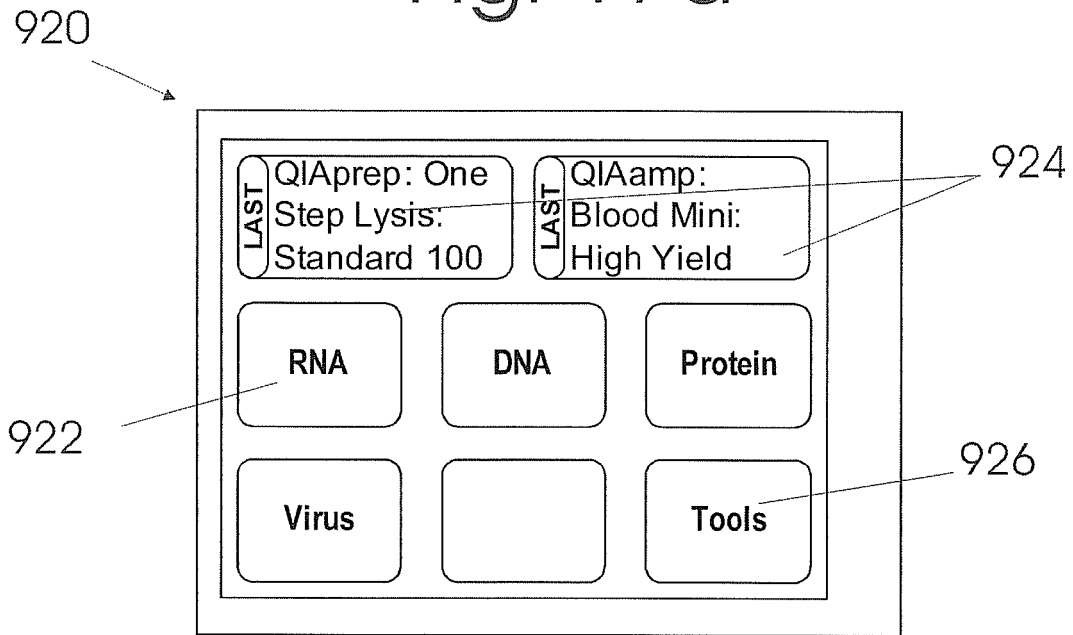 920
924
LAST
QIAprep: One
Step Lysis:
Standard 100
LAST
QIAamp:
Blood Mini:
High Yield
RNA
DNA
Protein
922
926
Virus
Tools